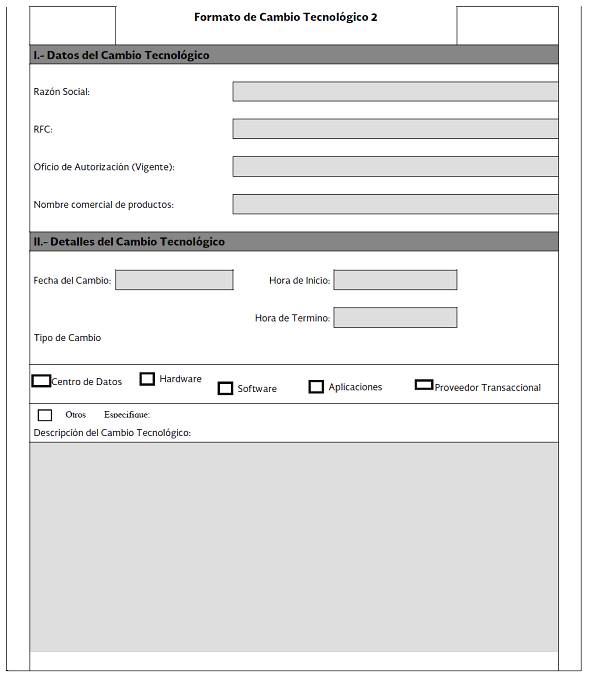 Formato de Cambio Tecnológico 2
I.- Datos del Cambio Tecnológico
Razón Social:
RFC:
Oficio de Autorización (Vigente):
Nombre comercial de productos:
II.- Detalles del Cambio Tecnológico
Fecha del Cambio: Hora de Inicio:
Hora de Termino:
Tipo de Cambio
Centro de Datos Hardware Software Aplicaciones Proveedor Transaccional
Otros Especifique:
Descripción del Cambio Tecnológico: